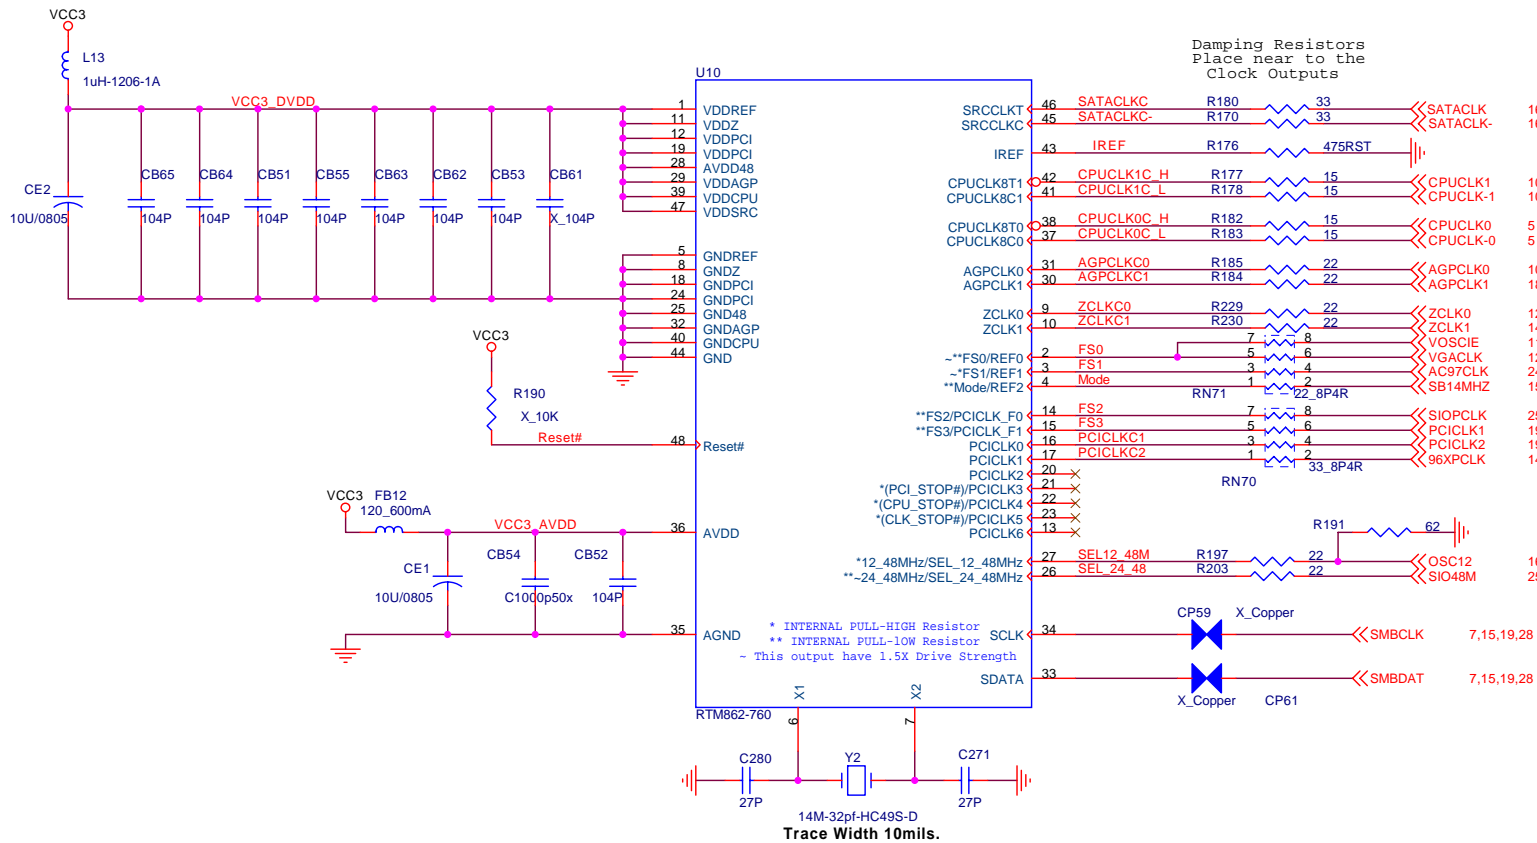 VCC3
L13
1uH-1206-1A
VCC3_DVDD
CE2
10U/0805
CB65
104P
CB64
104P
CB51
104P
CB55
104P
CB63
104P
CB62
104P
CB53
104P
CB61
X_104P
VCC3
R190
X_10K
Reset#
VCC3
FB12
120_600mA
VCC3_AVDD
CE1
10U/0805
CB54
C1000p50x
CB52
104P
U10
1 VDDREF
11 VDDZ
12 VDDPCI
19 VDDPCI
28 AVDD48
29 VDDAGP
39 VDDCPU
47 VDDSRC
5 GNDREF
8 GNDZ
18 GNDPCI
24 GNDPCI
25 GND48
32 GNDAGP
40 GNDCPU
44 GND
48 Reset#
36 AVDD
35 AGND
* INTERNAL PULL-HIGH Resistor
** INTERNAL PULL-lOW Resistor
~ This output have 1.5X Drive Strength
X1
6
X2
7
RTM862-760
C280
27P
Y2
C271
27P
14M-32pf-HC49S-D
Trace Width 10mils.
Damping Resistors
Place near to the
Clock Outputs
SRCCLKT 46 SATACLKC R180 33 SATACLK
SRCCLKC 45 SATACLKC- R170 33 SATACLK-
IREF 43 IREF R176 475RST
CPUCLK8T1 42 CPUCLK1C_H R177 15 CPUCLK1
CPUCLK8C1 41 CPUCLK1C_L R178 15 CPUCLK-1
CPUCLK8T0 38 CPUCLK0C_H R182 15 CPUCLK0 5
CPUCLK8C0 37 CPUCLK0C_L R183 15 CPUCLK-0 5
AGPCLK0 31 AGPCLKC0 R185 22 AGPCLK0
AGPCLK1 30 AGPCLKC1 R184 22 AGPCLK1
ZCLK0 9 ZCLKC0 R229 22 ZCLK0
ZCLK1 10 ZCLKC1 R230 22 ZCLK1
7 8 VOSCIE
~**FS0/REF0 2 FS0 5 6 VGACLK
~*FS1/REF1 3 FS1 3 4 AC97CLK
**Mode/REF2 4 Mode 1 2 SB14MHZ
RN71 22_8P4R
**FS2/PCICLK_F0 14 FS2 7 8 SIOPCLK
**FS3/PCICLK_F1 15 FS3 5 6 PCICLK1
PCICLK0 16 PCICLKC1 3 4 PCICLK2
PCICLK1 17 PCICLKC2 1 2 96XPCLK
33_8P4R
RN70
PCICLK2 20
*(PCI_STOP#)/PCICLK3 21
*(CPU_STOP#)/PCICLK4 22
*(CLK_STOP#)/PCICLK5 23
PCICLK6 13
R191 62
*12_48MHz/SEL_12_48MHz 27 SEL12_48M R197 22 OSC12
**~24_48MHz/SEL_24_48MHz 26 SEL_24_48 R203 22 SIO48M
CP59 X_Copper
SCLK 34 SMBCLK 7,15,19,28
SDATA 33 SMBDAT 7,15,19,28
X_Copper CP61